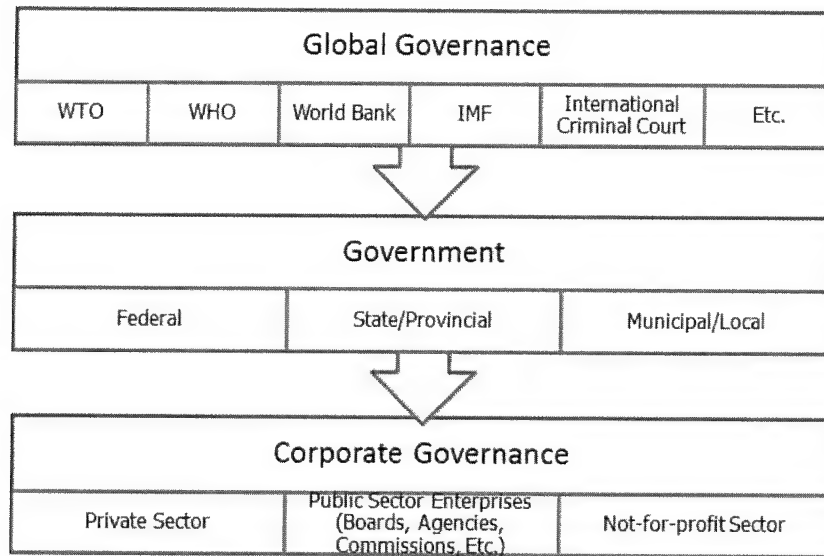 Global Governance
WTO WHO World Bank IMF International Criminal Court Etc.
Government
Federal State/Provincial Municipal/Local
Corporate Governance
Private Sector Public Sector Enterprises (Boards, Agencies, Commissions, Etc.) Not-for-profit Sector